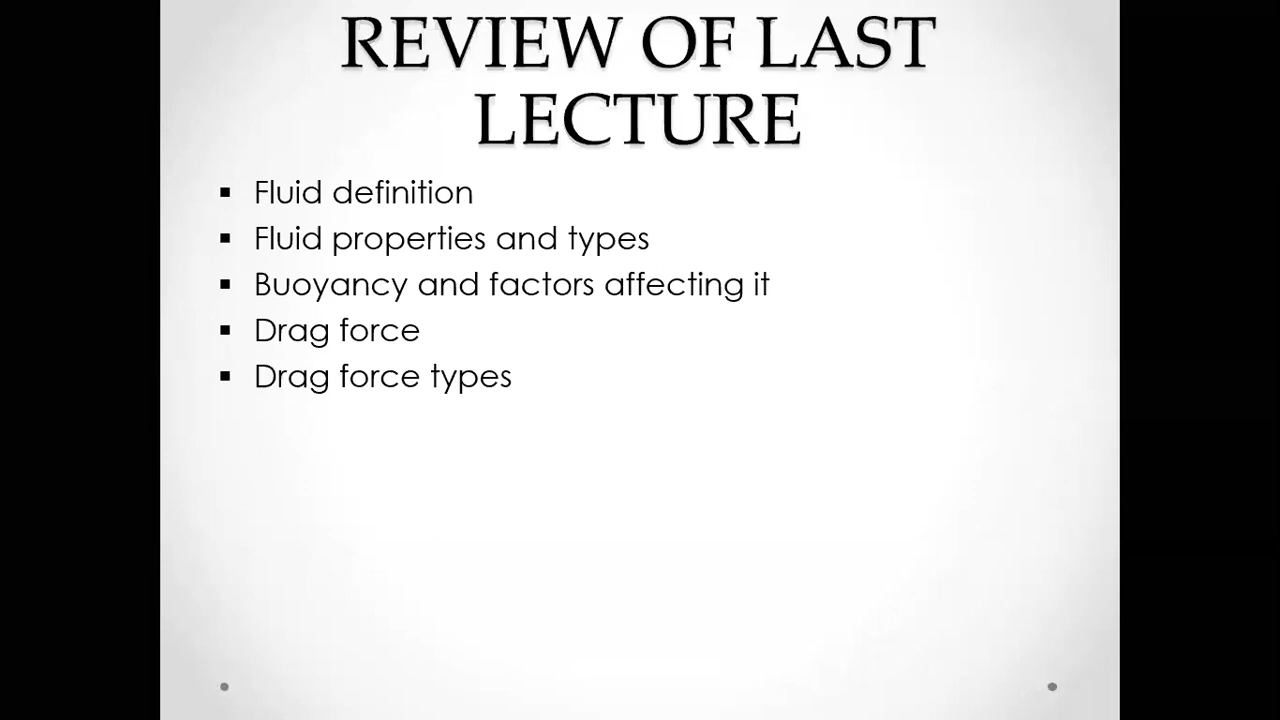 REVIEW OF LAST
LECTURE
▪ Fluid definition
▪ Fluid properties and types
▪ Buoyancy and factors affecting it
▪ Drag force
▪ Drag force types